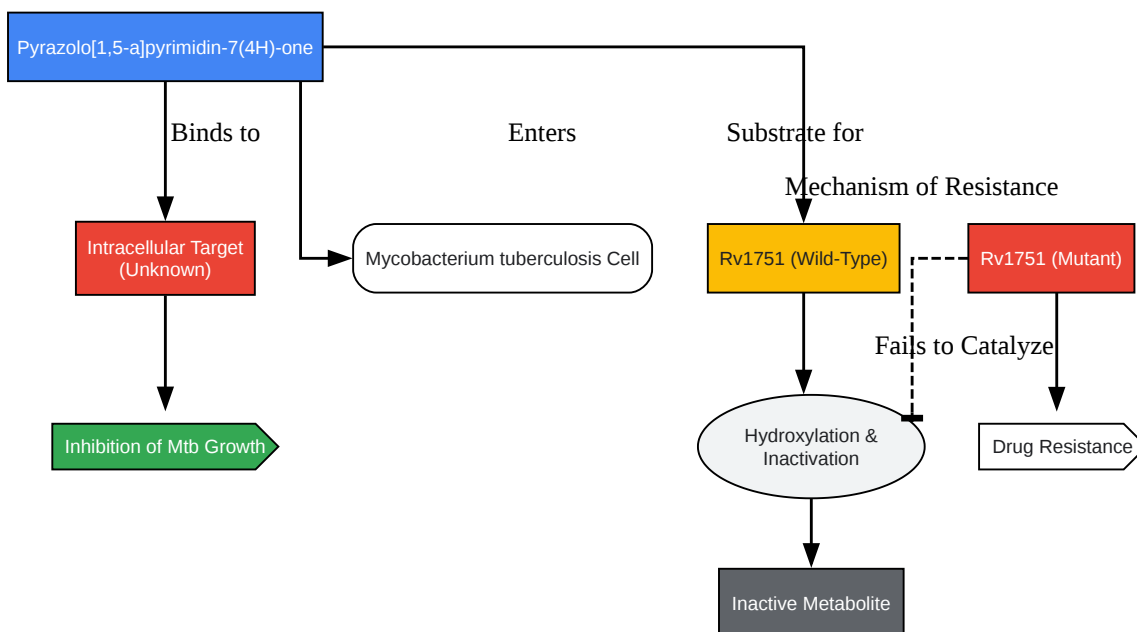 Pyrazolo[1,5-a]pyrimidin-7(4H)-one
Binds to
Enters
Substrate for
Mechanism of Resistance
Intracellular Target
(Unknown)
Mycobacterium tuberculosis Cell
Rv1751 (Wild-Type)
Rv1751 (Mutant)
Fails to Catalyze
Inhibition of Mtb Growth
Hydroxylation &
Inactivation
Drug Resistance
Inactive Metabolite